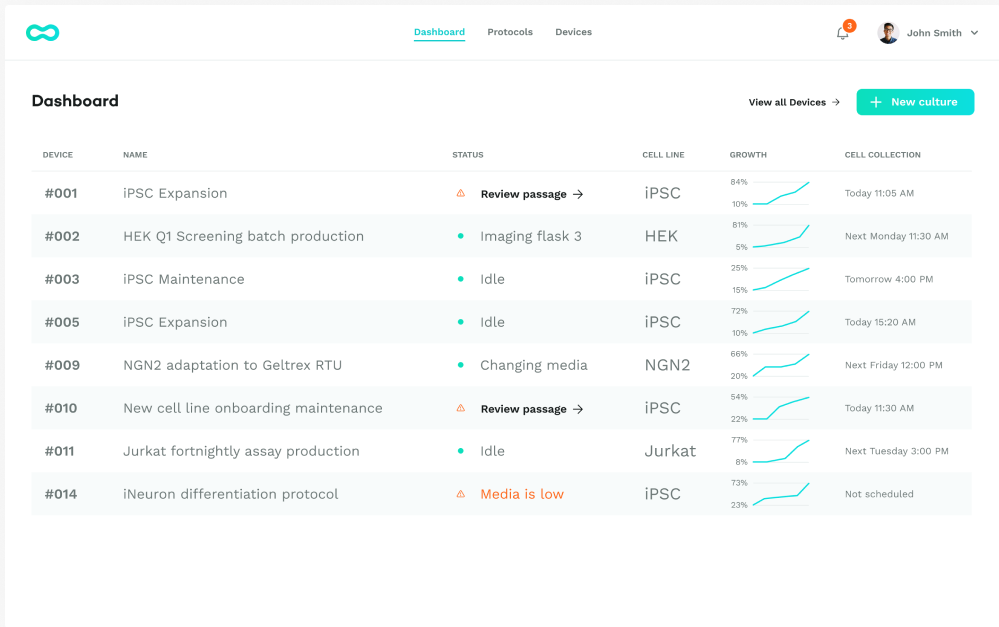 Dashboard Protocols Devices 3 John Smith
Dashboard View all Devices → + New culture
DEVICE NAME STATUS CELL LINE GROWTH CELL COLLECTION
84%
#001 iPSC Expansion Review passage → iPSC Today 11:05 AM
10%
81%
#002 HEK Q1 Screening batch production Imaging flask 3 HEK Next Monday 11:30 AM
5%
25%
#003 iPSC Maintenance Idle iPSC Tomorrow 4:00 PM
15%
72%
#005 iPSC Expansion Idle iPSC Today 15:20 AM
10%
66%
#009 NGN2 adaptation to Geltrex RTU Changing media NGN2 Next Friday 12:00 PM
20%
54%
#010 New cell line onboarding maintenance Review passage → iPSC Today 11:30 AM
22%
77%
#011 Jurkat fortnightly assay production Idle Jurkat Next Tuesday 3:00 PM
8%
73%
#014 iNeuron differentiation protocol Media is low iPSC Not scheduled
23%